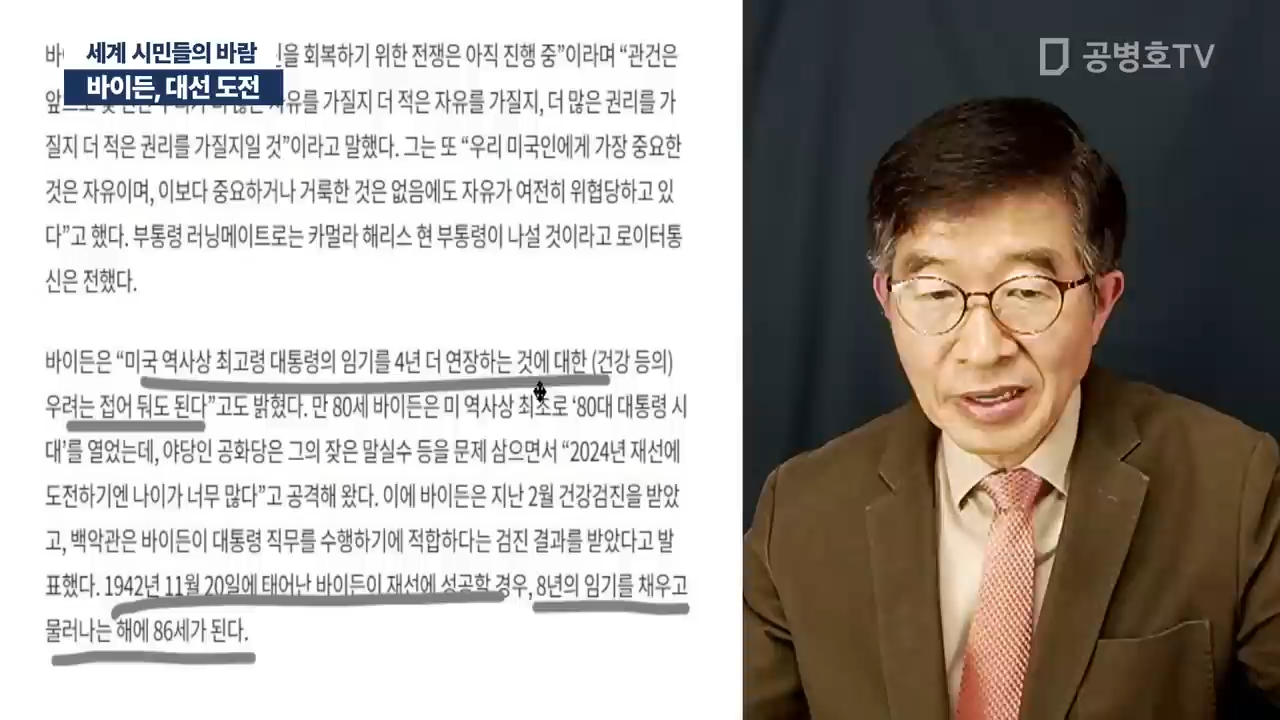 세계 시민들의 바람
바이든, 대선 도전
공병호TV
바 을 회복하기 위한 전쟁은 아직 진행 중”이라며 “관건은
유를 가질지 더 적은 자유를 가질지, 더 많은 권리를 가
질지 더 적은 권리를 가질지일 것”이라고 말했다. 그는 또 “우리 미국인에게 가장 중요한
것은 자유이며, 이보다 중요하거나 거룩한 것은 없음에도 자유가 여전히 위협당하고 있
다”고 했다. 부통령 러닝메이트로는 카멀라 해리스 현 부통령이 나설 것이라고 로이터통
신은 전했다.
바이든은 “미국 역사상 최고령 대통령의 임기를 4년 더 연장하는 것에 대한 (건강 등의)
우려는 접어 둬도 된다”고도 밝혔다. 만 80세 바이든은 미 역사상 최초로 ‘80대 대통령 시
대’를 열었는데, 야당인 공화당은 그의 잦은 말실수 등을 문제 삼으면서 “2024년 재선에
도전하기엔 나이가 너무 많다”고 공격해 왔다. 이에 바이든은 지난 2월 건강검진을 받았
고, 백악관은 바이든이 대통령 직무를 수행하기에 적합하다는 검진 결과를 받았다고 발
표했다. 1942년 11월 20일에 태어난 바이든이 재선에 성공할 경우, 8년의 임기를 채우고
물러나는 해에 86세가 된다.